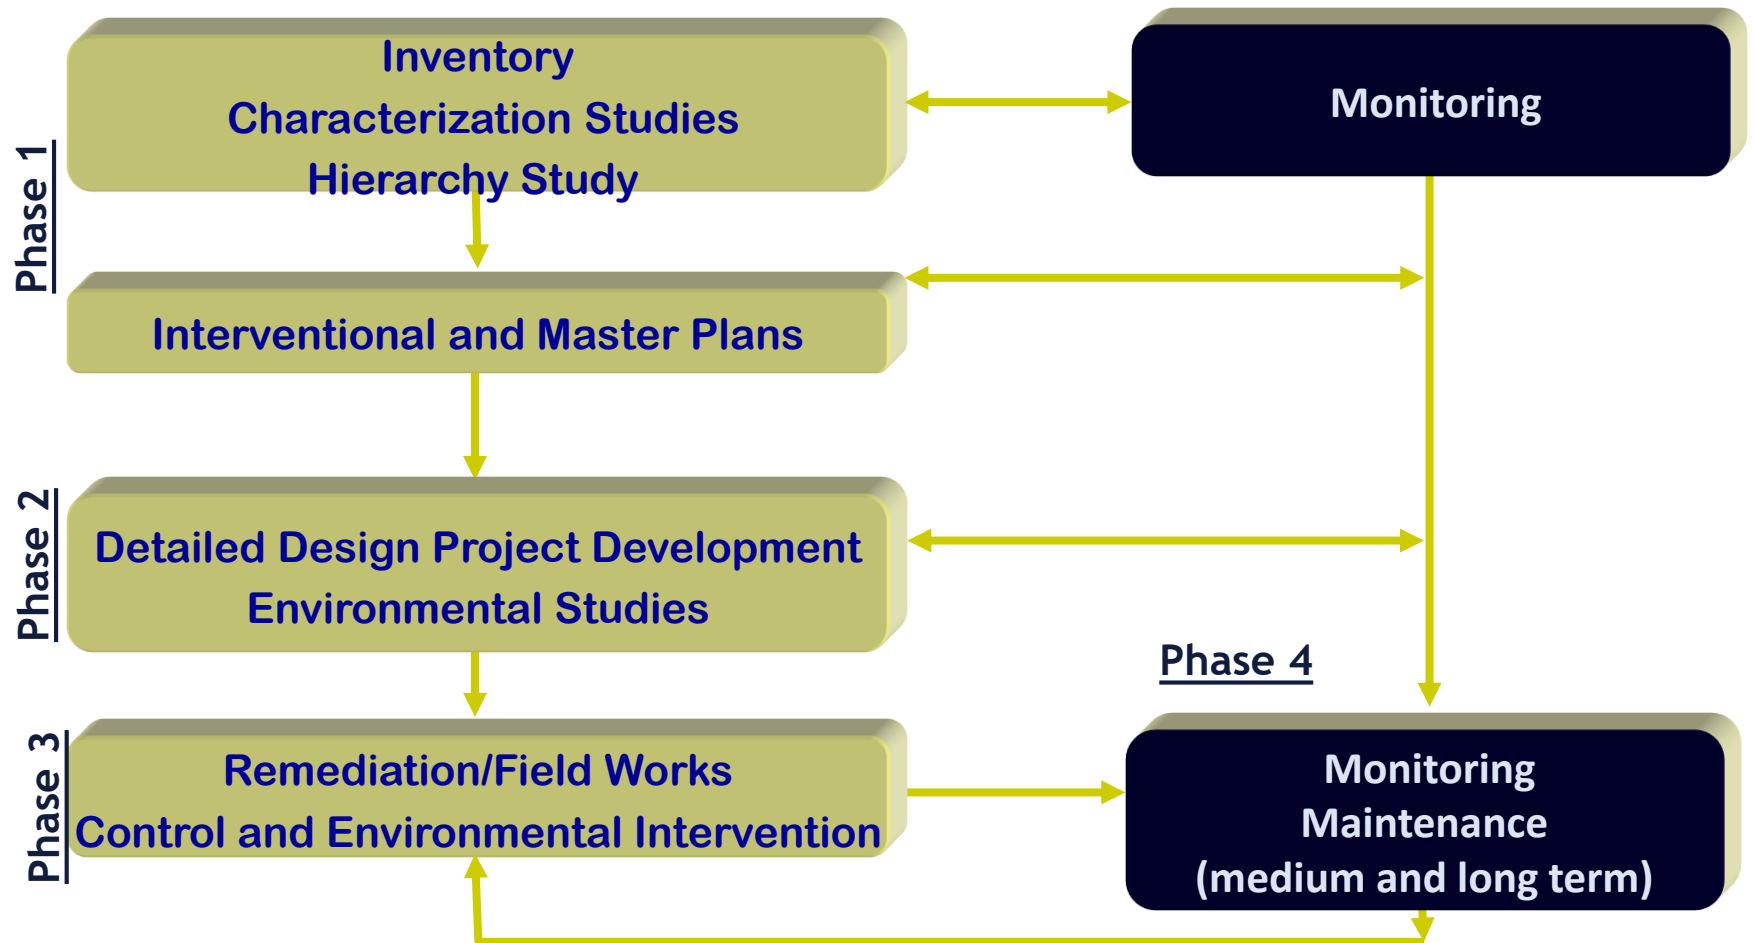 Phase 1
Inventory
Characterization Studies
Hierarchy Study
Monitoring
Interventional and Master Plans
Phase 2
Detailed Design Project Development
Environmental Studies
Phase 4
Phase 3
Remediation/Field Works
Control and Environmental Intervention
Monitoring
Maintenance
(medium and long term)